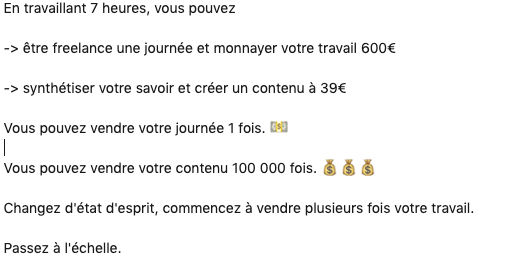 En travaillant 7 heures, vous pouvez
-> être freelance une journée et monnayer votre travail 600€
-> synthétiser votre savoir et créer un contenu à 39€
Vous pouvez vendre votre journée 1 fois. 💵
Vous pouvez vendre votre contenu 100 000 fois. 💰 💰 💰
Changez d'état d'esprit, commencez à vendre plusieurs fois votre travail.
Passez à l'échelle.